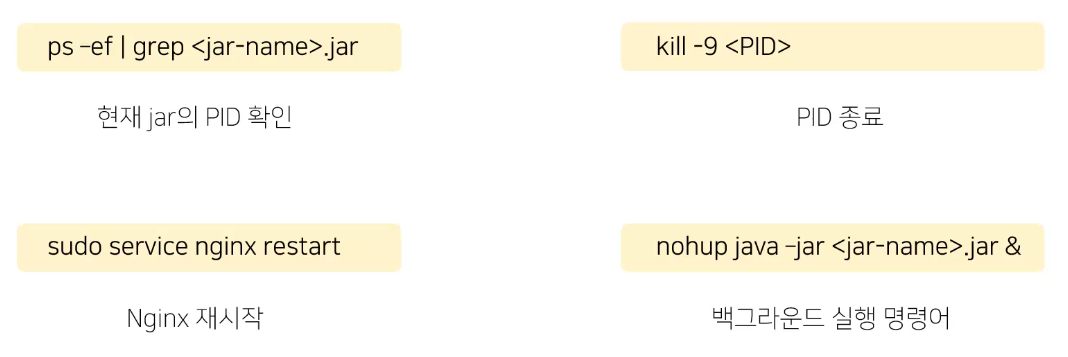 ps –ef | grep <jar-name>.jar
현재 jar의 PID 확인
kill -9 <PID>
PID 종료
sudo service nginx restart
Nginx 재시작
nohup java –jar <jar-name>.jar &
백그라운드 실행 명령어